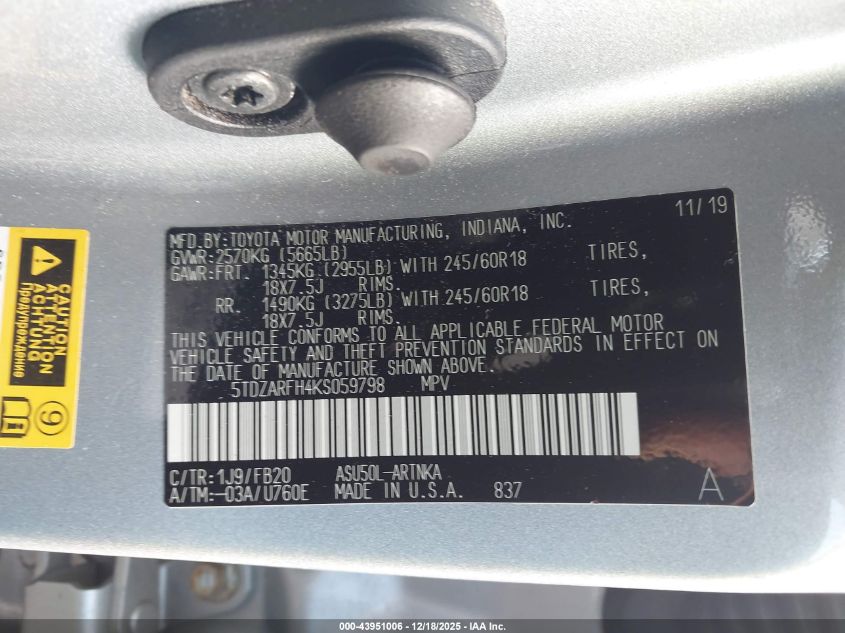 11/19
MFD.BY:TOYOTA MOTOR MANUFACTURING, INDIANA, INC.
GVWR:2570KG (5665LB)
GAWR:FRT. 1345KG (2955LB) WITH 245/60R18 TIRES,
18X7.5J RIMS.
RR. 1490KG (3275LB) WITH 245/60R18 TIRES,
18X7.5J RIMS.
THIS VEHICLE CONFORMS TO ALL APPLICABLE FEDERAL MOTOR
VEHICLE SAFETY AND THEFT PREVENTION STANDARDS IN EFFECT ON
THE DATE OF MANUFACTURE SHOWN ABOVE.
5TDZARFH4KS059798 MPV
C/TR:1J9/FB20 ASU50L-ARTNKA
A/TM:-03A/U760E MADE IN U.S.A. 837 A
CAUTION
ATTENTION
ACHTUNG
Предупреждение
9
000-43951006 - 12/18/2025 - IAA Inc.